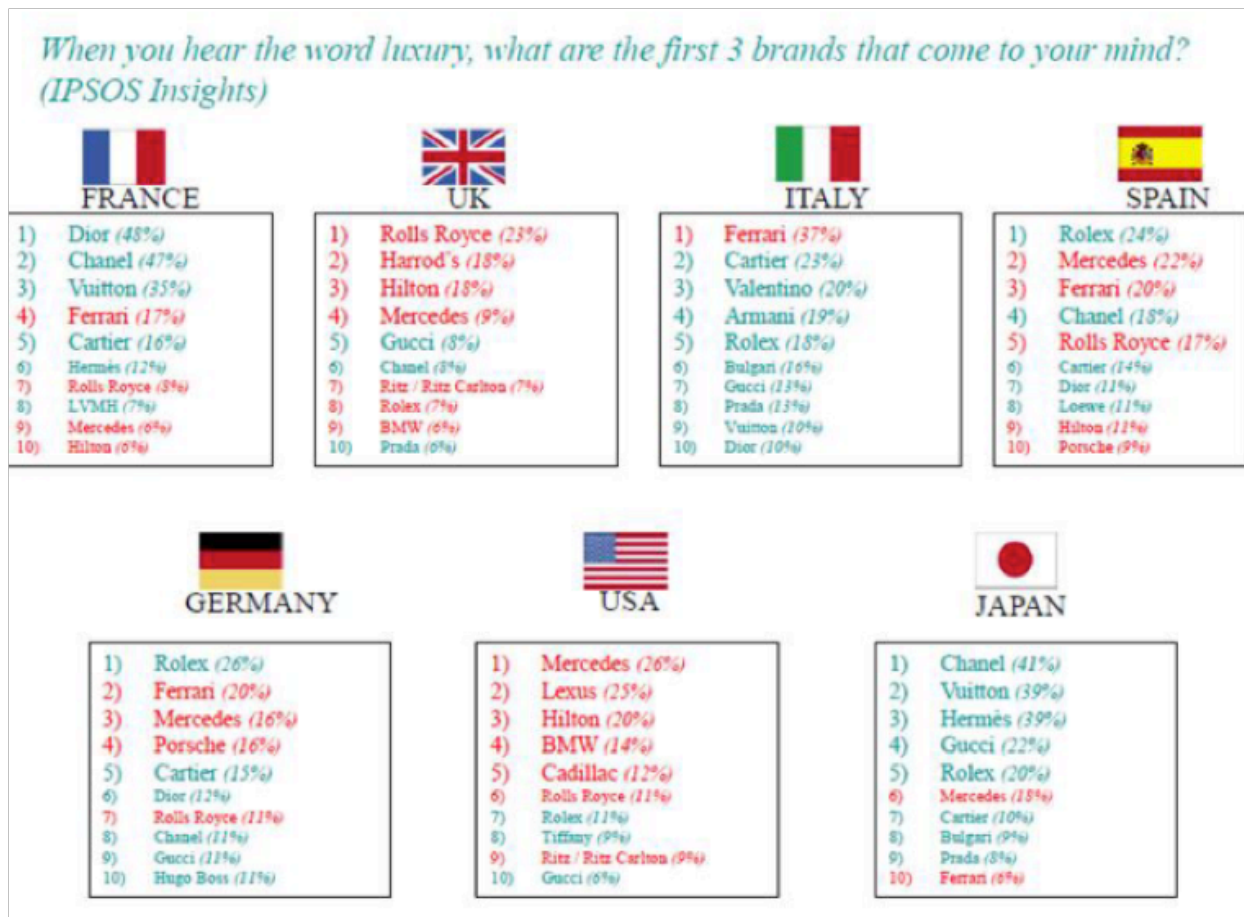 When you hear the word luxury, what are the first 3 brands that come to your mind?
(IPSOS Insights)
FRANCE
1) Dior (48%)
2) Chanel (47%)
3) Vuitton (35%)
4) Ferrari (17%)
5) Cartier (16%)
6) Hermès (12%)
7) Rolls Royce (8%)
8) LVMH (7%)
9) Mercedes (6%)
10) Hilton (6%)
UK
1) Rolls Royce (23%)
2) Harrod's (18%)
3) Hilton (18%)
4) Mercedes (9%)
5) Gucci (8%)
6) Chanel (8%)
7) Ritz / Ritz Carlton (7%)
8) Rolex (7%)
9) BMW (6%)
10) Prada (6%)
ITALY
1) Ferrari (37%)
2) Cartier (23%)
3) Valentino (20%)
4) Armani (19%)
5) Rolex (18%)
6) Bulgari (16%)
7) Gucci (13%)
8) Prada (13%)
9) Vuitton (10%)
10) Dior (10%)
SPAIN
1) Rolex (24%)
2) Mercedes (22%)
3) Ferrari (20%)
4) Chanel (18%)
5) Rolls Royce (17%)
6) Cartier (14%)
7) Dior (11%)
8) Loewe (11%)
9) Hilton (11%)
10) Porsche (9%)
GERMANY
1) Rolex (26%)
2) Ferrari (20%)
3) Mercedes (16%)
4) Porsche (16%)
5) Cartier (15%)
6) Dior (12%)
7) Rolls Royce (11%)
8) Chanel (11%)
9) Gucci (11%)
10) Hugo Boss (11%)
USA
1) Mercedes (26%)
2) Lexus (25%)
3) Hilton (20%)
4) BMW (14%)
5) Cadillac (12%)
6) Rolls Royce (11%)
7) Rolex (11%)
8) Tiffany (9%)
9) Ritz / Ritz Carlton (9%)
10) Gucci (6%)
JAPAN
1) Chanel (41%)
2) Vuitton (39%)
3) Hermès (39%)
4) Gucci (22%)
5) Rolex (20%)
6) Mercedes (18%)
7) Cartier (10%)
8) Bulgari (9%)
9) Prada (8%)
10) Ferrari (6%)